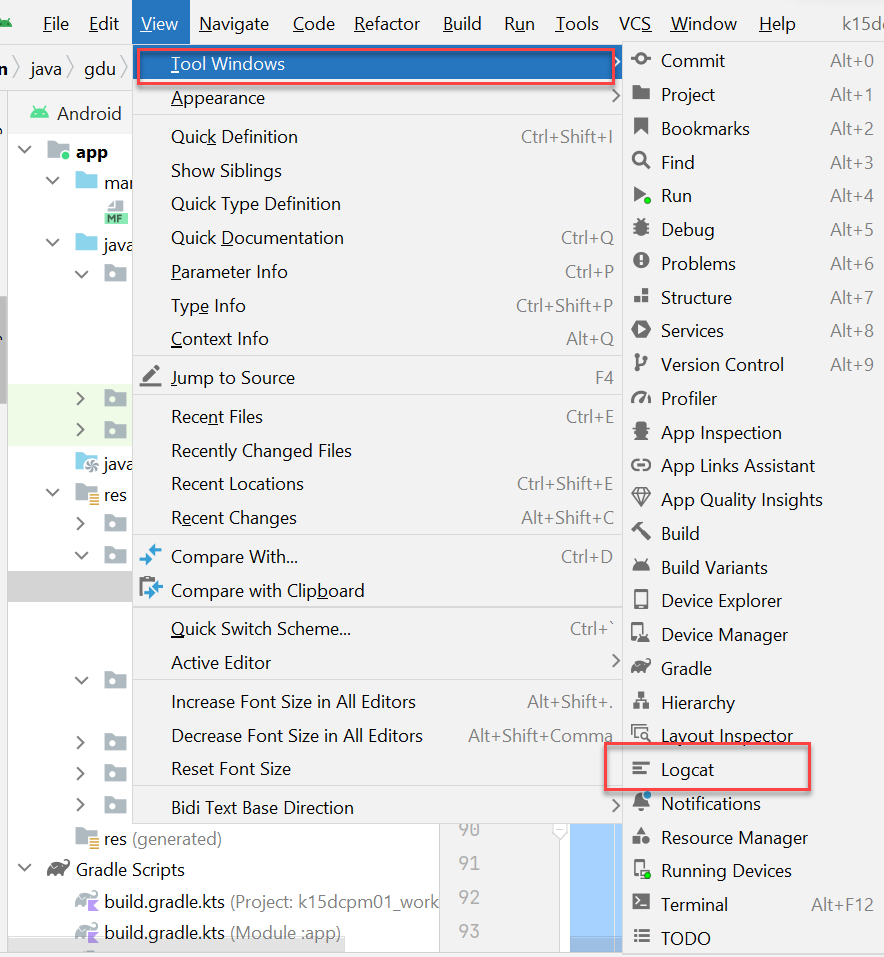 File Edit View Navigate Code Refactor Build Run Tools VCS Window Help k15d
n java gdu
Android
app
mar
MF
java
java
res
res (generated)
Gradle Scripts
build.gradle.kts (Project: k15dcpm01_work
build.gradle.kts (Module :app)
Tool Windows
Appearance
Quick Definition Ctrl+Shift+I
Show Siblings
Quick Type Definition
Quick Documentation Ctrl+Q
Parameter Info Ctrl+P
Type Info Ctrl+Shift+P
Context Info Alt+Q
Jump to Source F4
Recent Files Ctrl+E
Recently Changed Files
Recent Locations Ctrl+Shift+E
Recent Changes Alt+Shift+C
Compare With... Ctrl+D
Compare with Clipboard
Quick Switch Scheme... Ctrl+`
Active Editor
Increase Font Size in All Editors Alt+Shift+.
Decrease Font Size in All Editors Alt+Shift+Comma
Reset Font Size
Bidi Text Base Direction
90
91
92
93
Commit Alt+0
Project Alt+1
Bookmarks Alt+2
Find Alt+3
Run Alt+4
Debug Alt+5
Problems Alt+6
Structure Alt+7
Services Alt+8
Version Control Alt+9
Profiler
App Inspection
App Links Assistant
App Quality Insights
Build
Build Variants
Device Explorer
Device Manager
Gradle
Hierarchy
Layout Inspector
Logcat
Notifications
Resource Manager
Running Devices
Terminal Alt+F12
TODO